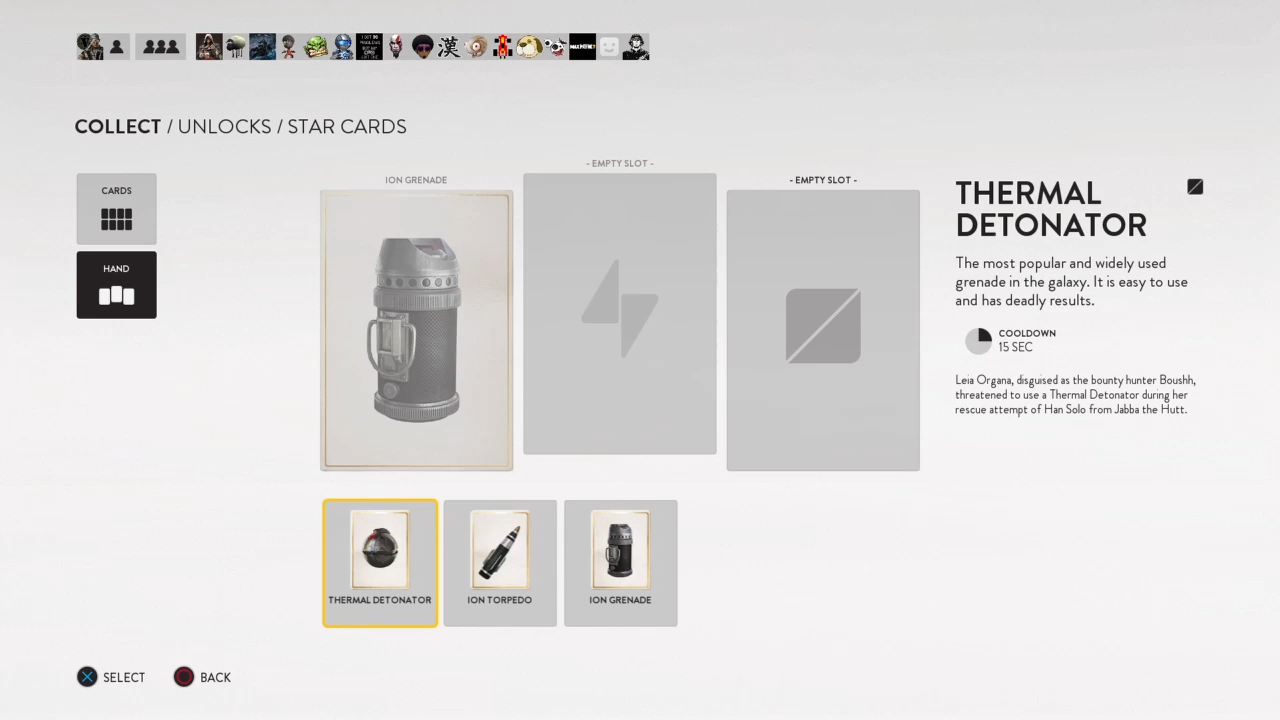 漢
COLLECT / UNLOCKS / STAR CARDS
CARDS
HAND
ION GRENADE
- EMPTY SLOT -
- EMPTY SLOT -
THERMAL
DETONATOR
The most popular and widely used
grenade in the galaxy. It is easy to use
and has deadly results.
COOLDOWN
15 SEC
Leia Organa, disguised as the bounty hunter Boushh,
threatened to use a Thermal Detonator during her
rescue attempt of Han Solo from Jabba the Hutt.
THERMAL DETONATOR
ION TORPEDO
ION GRENADE
SELECT
BACK